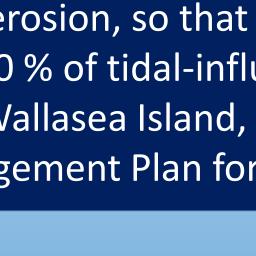 erosion, so that
0 % of tidal-influ
Wallasea Island,
gement Plan for